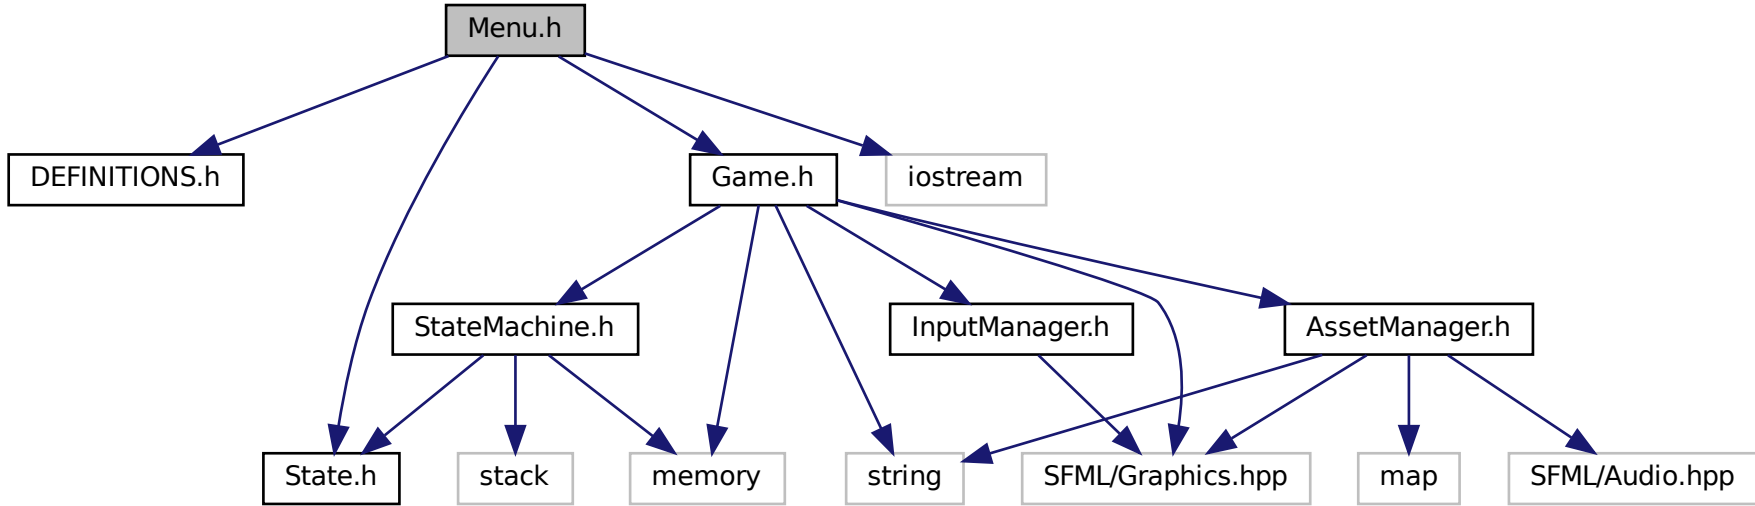 Menu.h
DEFINITIONS.h
Game.h
iostream
StateMachine.h
InputManager.h
AssetManager.h
State.h
stack
memory
string
SFML/Graphics.hpp
map
SFML/Audio.hpp